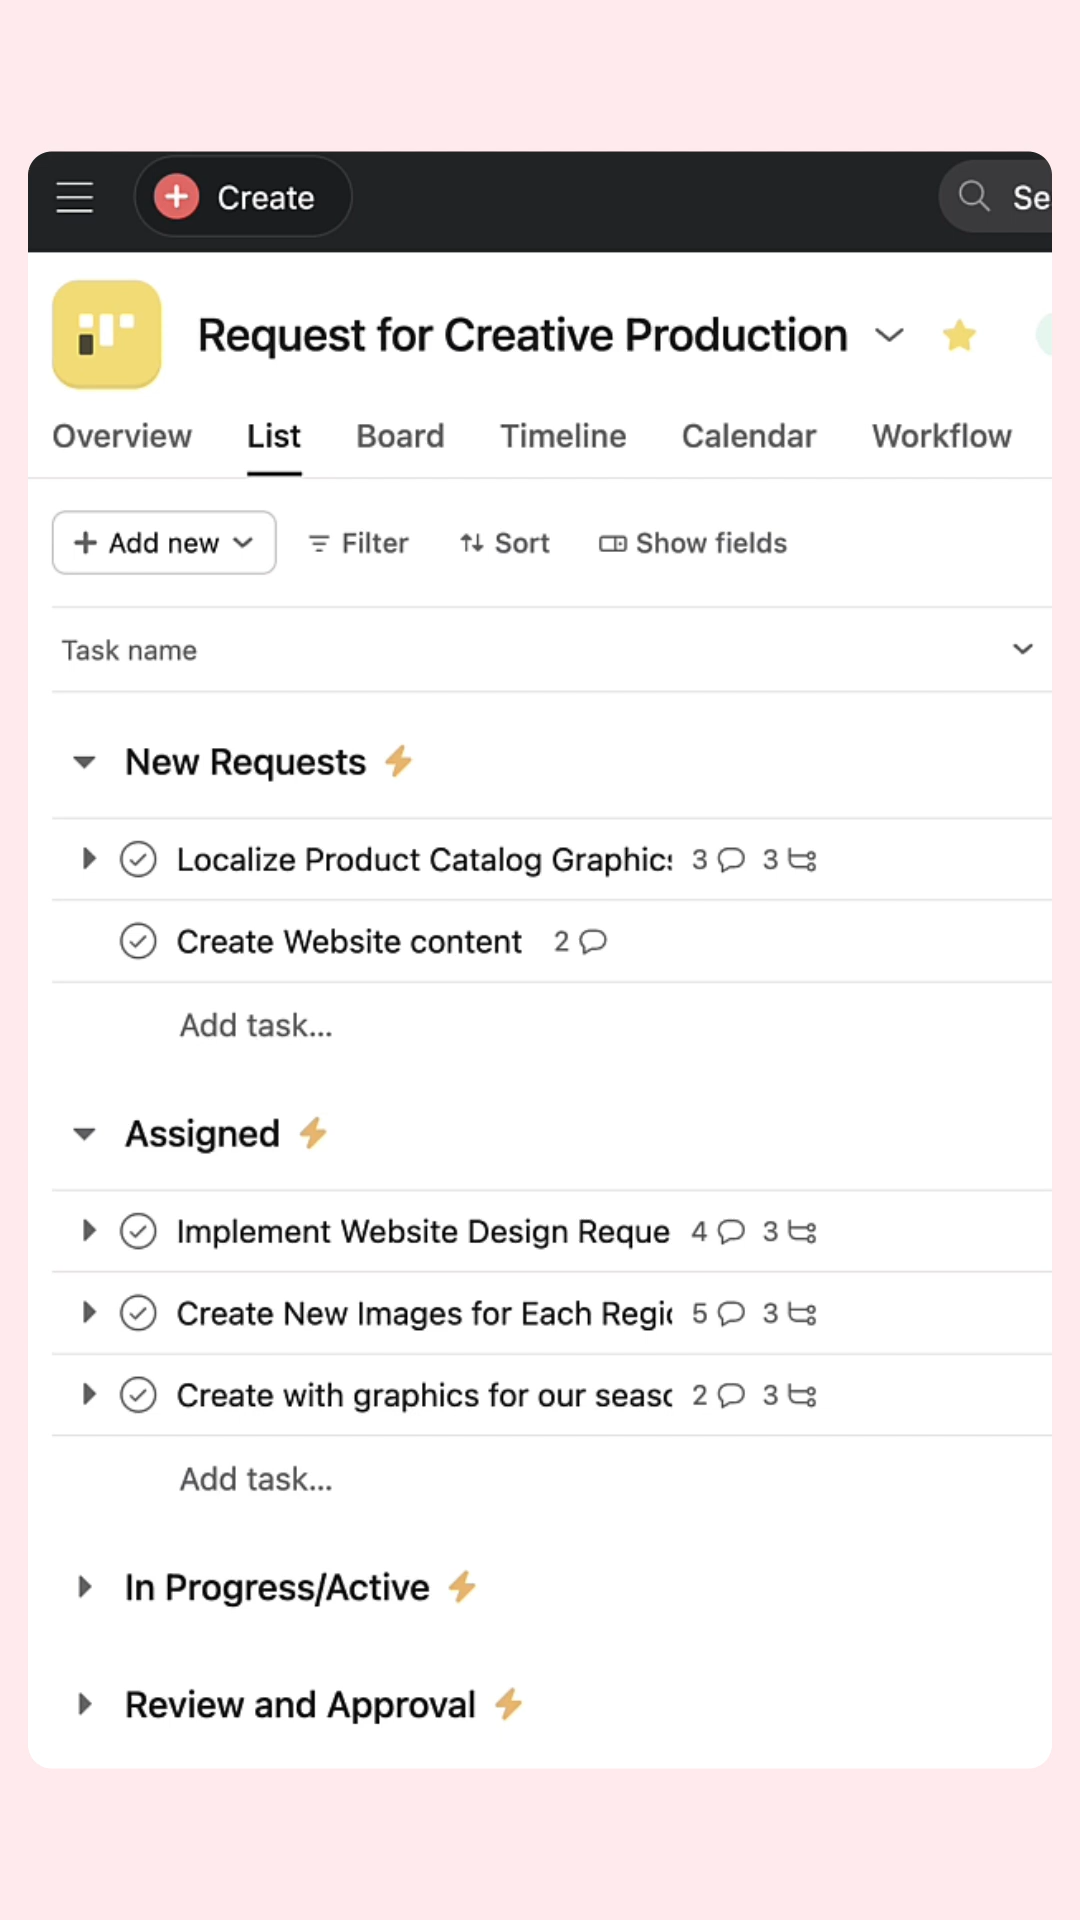 Create
Se
Request for Creative Production
Overview List Board Timeline Calendar Workflow
Add new Filter Sort Show fields
Task name
New Requests
Localize Product Catalog Graphics 3 3
Create Website content 2
Add task...
Assigned
Implement Website Design Reque 4 3
Create New Images for Each Regi 5 3
Create with graphics for our seas 2 3
Add task...
In Progress/Active
Review and Approval